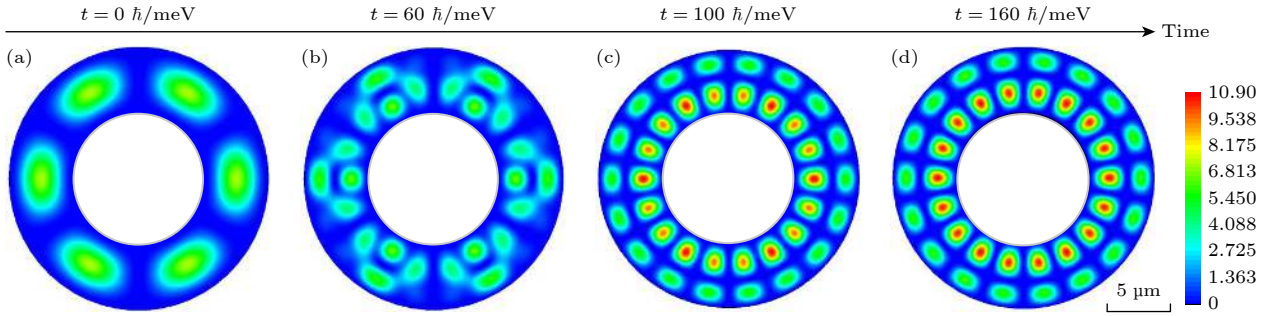 t = 0 ℏ/meV t = 60 ℏ/meV t = 100 ℏ/meV t = 160 ℏ/meV
Time
(a) (b) (c) (d)
10.90
9.538
8.175
6.813
5.450
4.088
2.725
1.363
0
5 µm